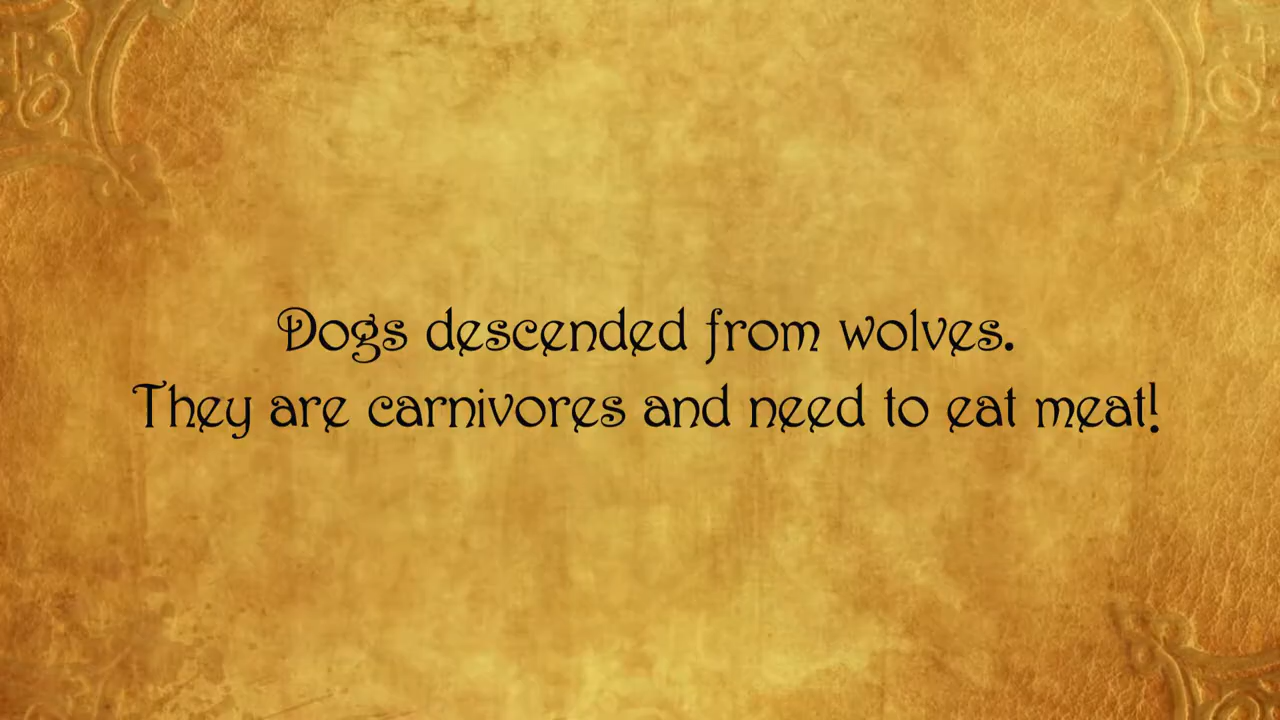 Dogs descended from wolves.
They are carnivores and need to eat meat!